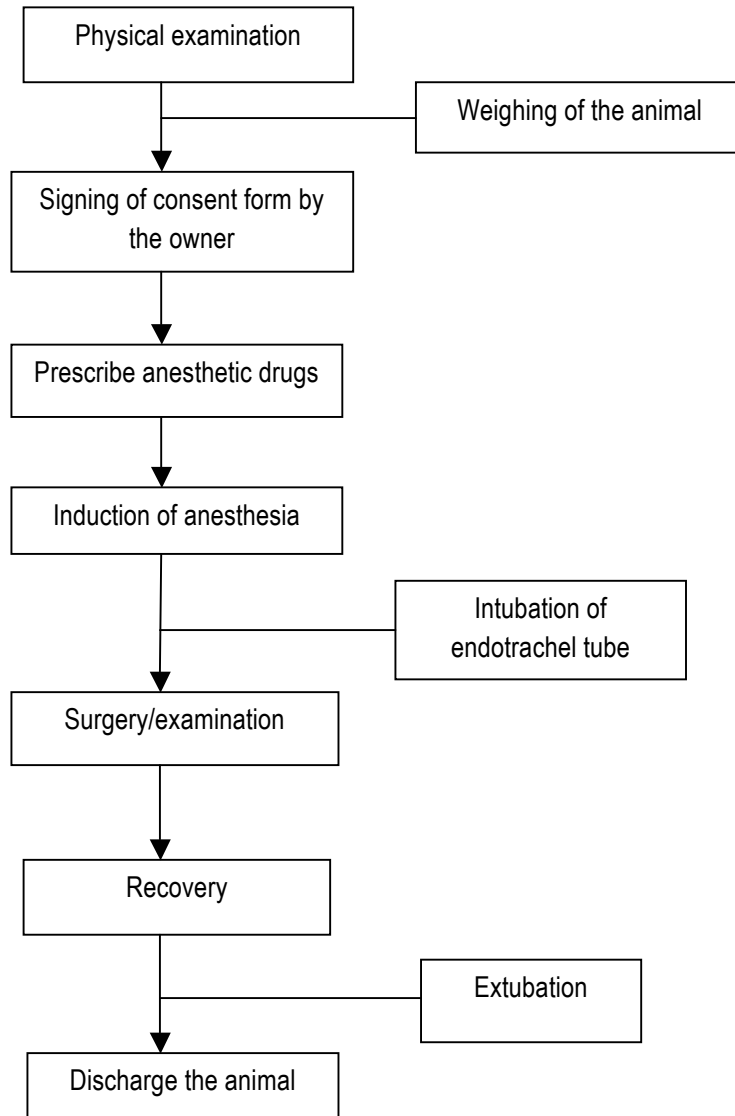 Physical examination
Weighing of the animal
Signing of consent form by
the owner
Prescribe anesthetic drugs
Induction of anesthesia
Intubation of
endotrachel tube
Surgery/examination
Recovery
Extubation
Discharge the animal